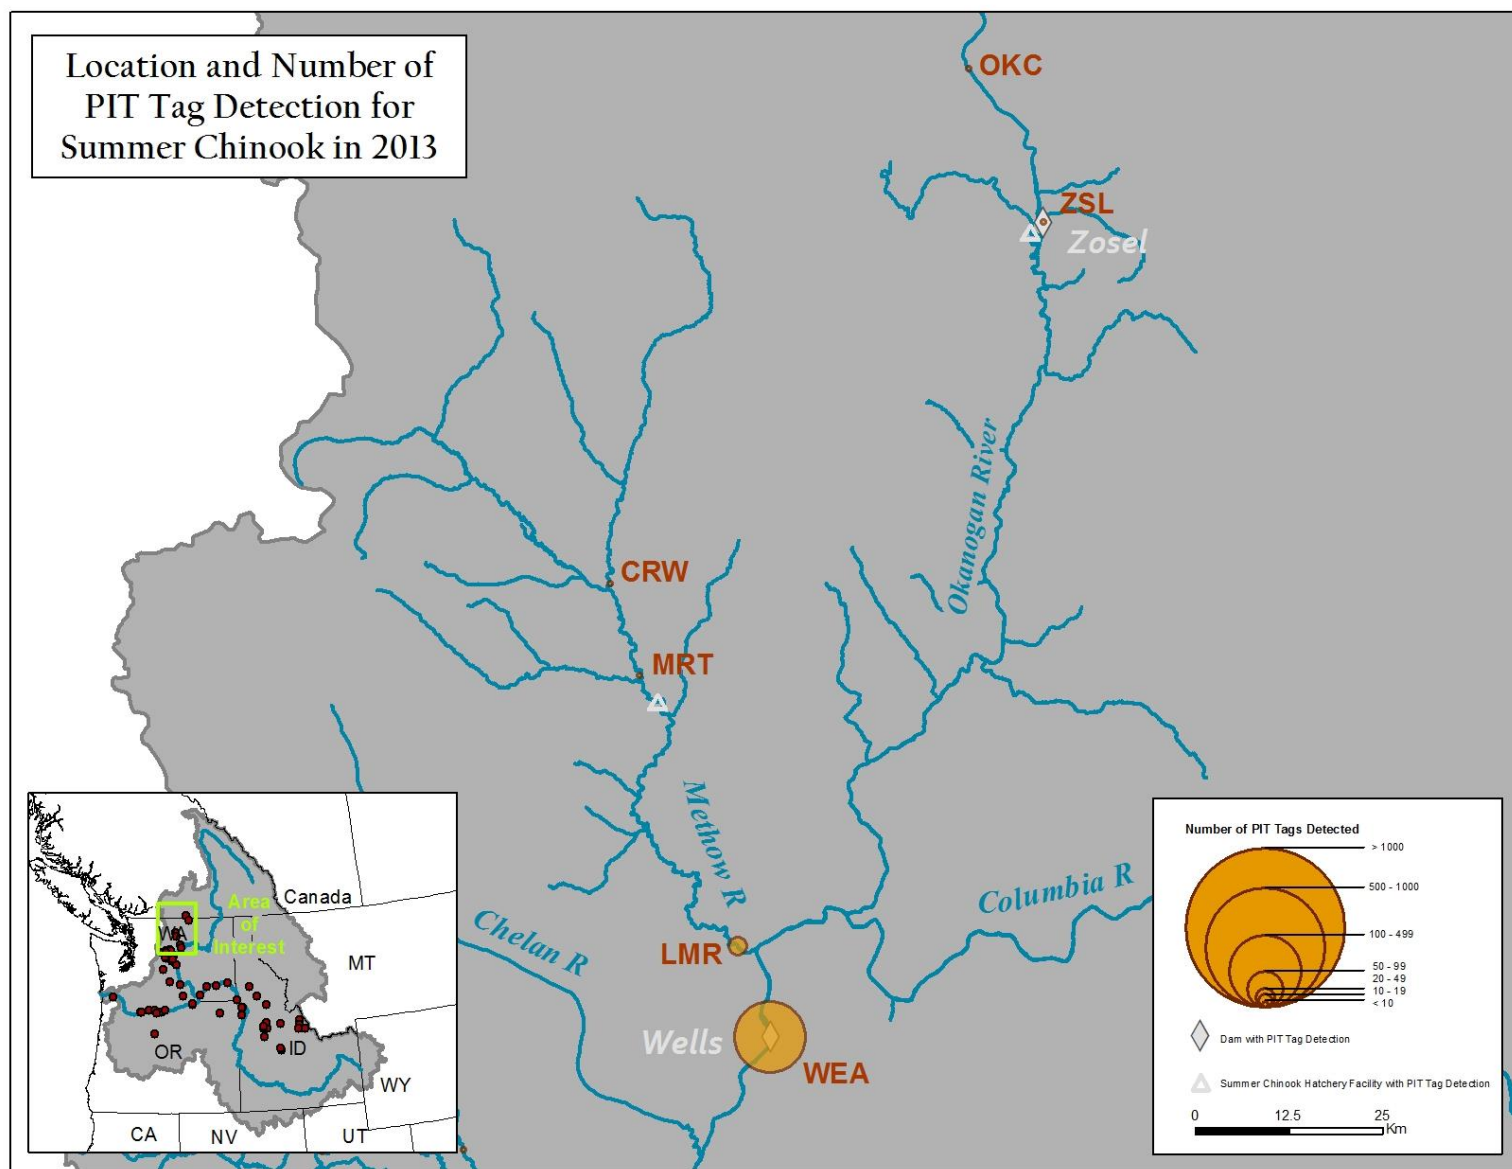 Location and Number of
PIT Tag Detection for
Summer Chinook in 2013
OKC
ZSL
Zosel
Okanogan River
CRW
MRT
Methow R
Columbia R
Chelan R
LMR
Wells
WEA
Canada
Area
of
Interest
WA
MT
OR
ID
WY
CA
NV
UT
Number of PIT Tags Detected
> 1000
500 - 1000
100 - 499
50 - 99
20 - 49
10 - 19
< 10
Dam with PIT Tag Detection
Summer Chinook Hatchery Facility with PIT Tag Detection
0 12.5 25
Km